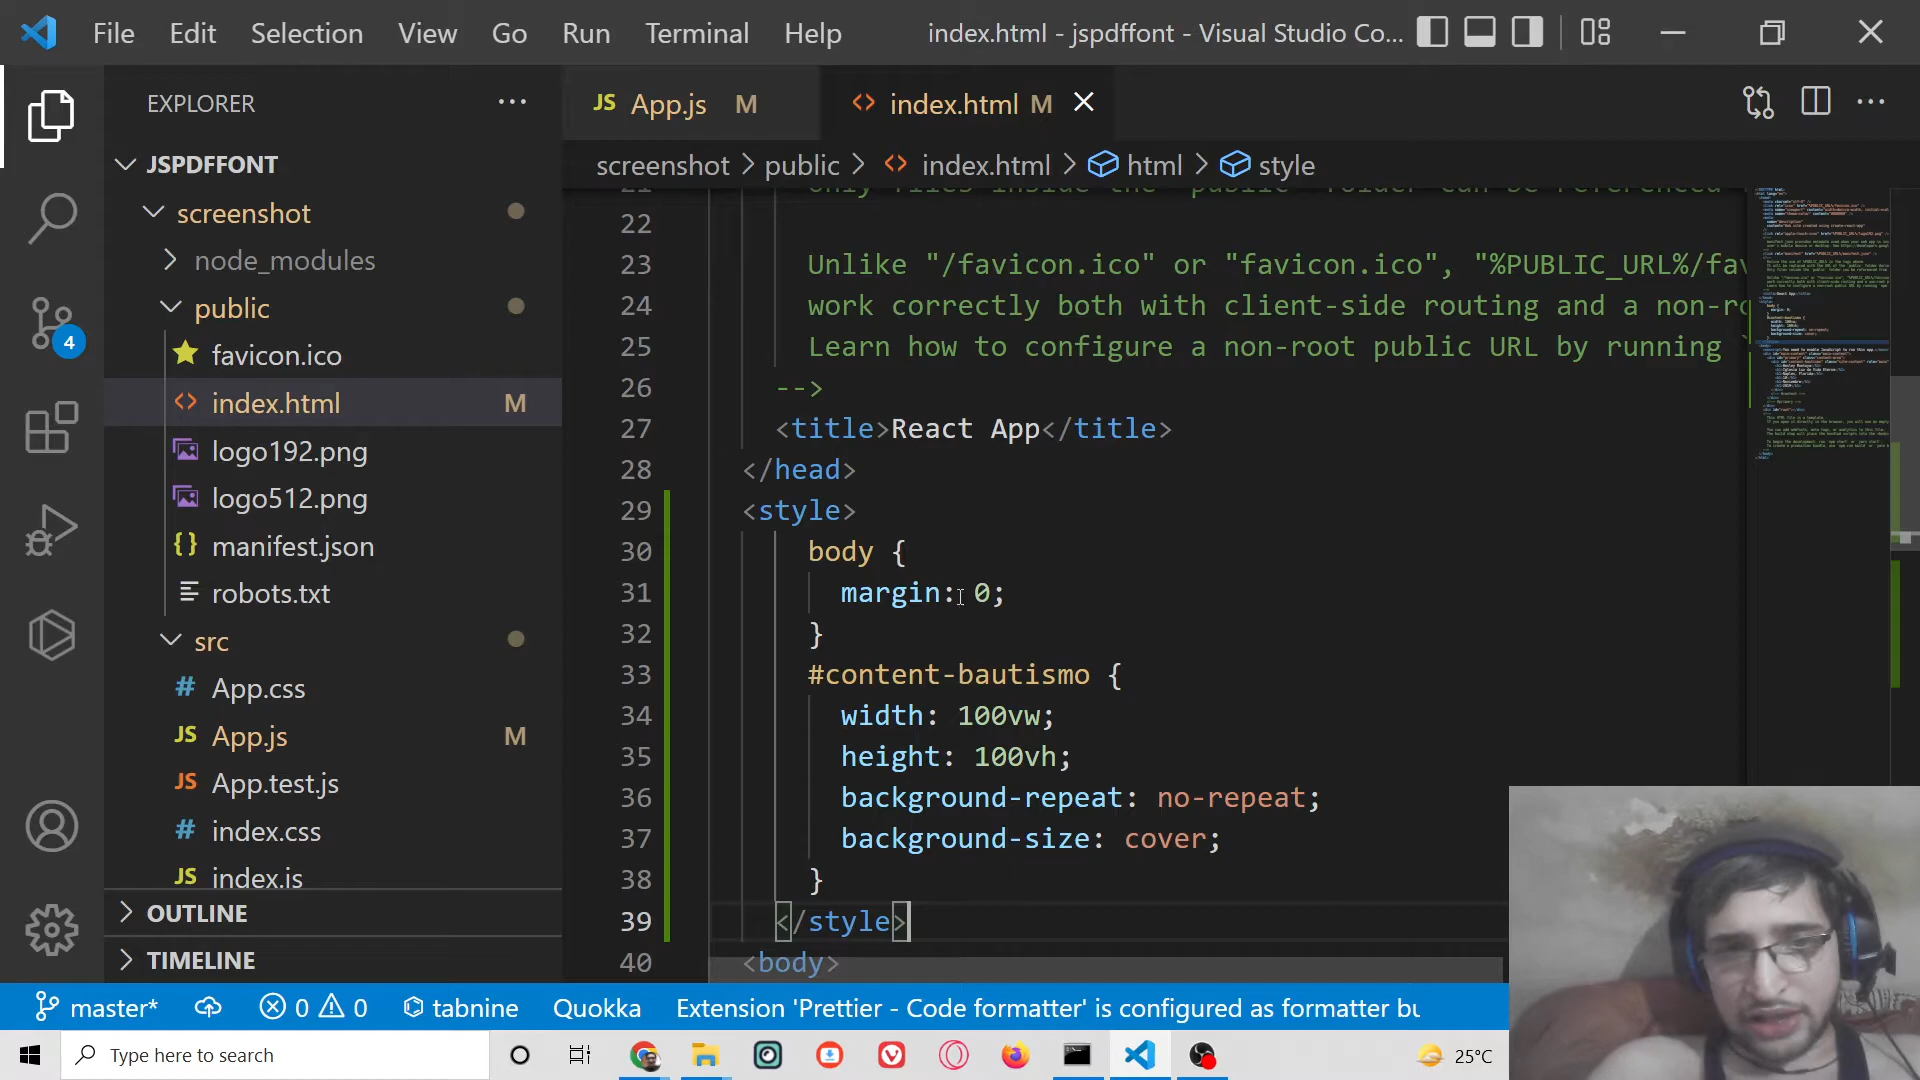 File Edit Selection View Go Run Terminal Help index.html - jspdffont - Visual Studio Co...
EXPLORER
JS App.js M
<> index.html M
JSPDFFONT
screenshot > public > <> index.html > html > style
screenshot
node_modules
public
favicon.ico
<> index.html M
logo192.png
logo512.png
{} manifest.json
robots.txt
src
# App.css
JS App.js M
JS App.test.js
# index.css
JS index.js
OUTLINE
TIMELINE
4
21 only files inside the `public` folder can be referenced
22
23 Unlike "/favicon.ico" or "favicon.ico", "%PUBLIC_URL%/fav
24 work correctly both with client-side routing and a non-ro
25 Learn how to configure a non-root public URL by running `
26 -->
27 <title>React App</title>
28 </head>
29 <style>
30 body {
31 margin: 0;
32 }
33 #content-bautismo {
34 width: 100vw;
35 height: 100vh;
36 background-repeat: no-repeat;
37 background-size: cover;
38 }
39 </style>
40 <body>
master* 0 0 tabnine Quokka Extension 'Prettier - Code formatter' is configured as formatter bu
Type here to search
25°C